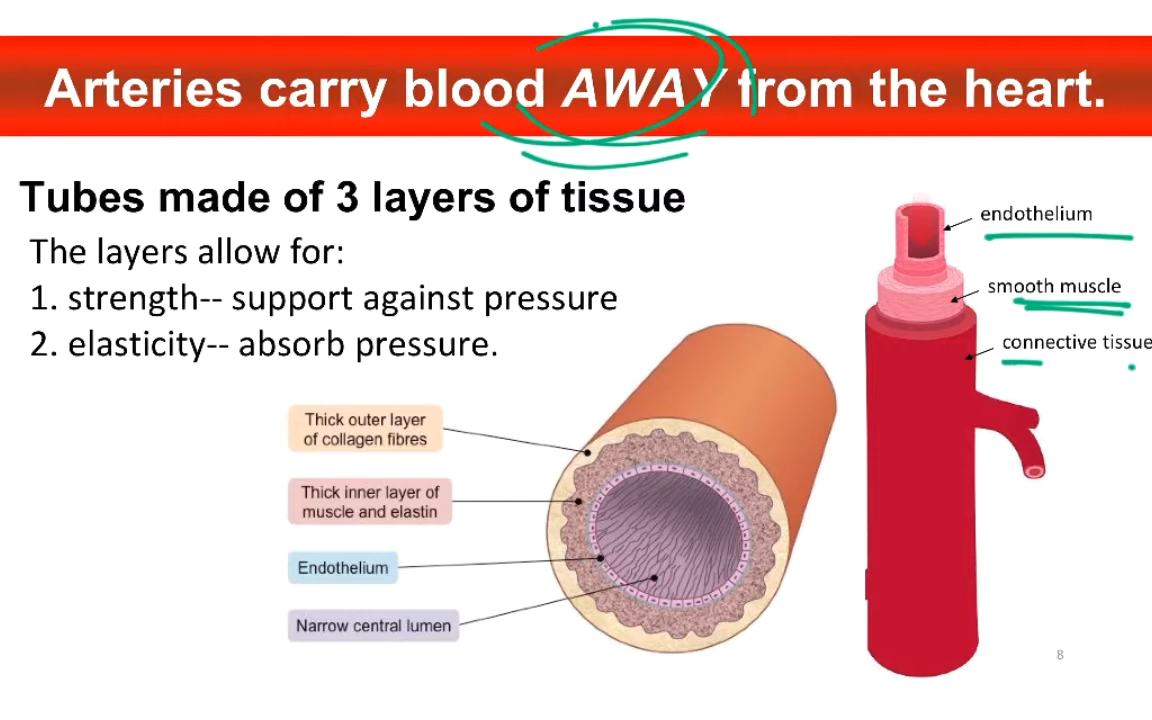 Arteries carry blood AWAY from the heart.
Tubes made of 3 layers of tissue
The layers allow for:
1. strength-- support against pressure
2. elasticity-- absorb pressure.
endothelium
smooth muscle
connective tissue
Thick outer layer
of collagen fibres
Thick inner layer of
muscle and elastin
Endothelium
Narrow central lumen
8